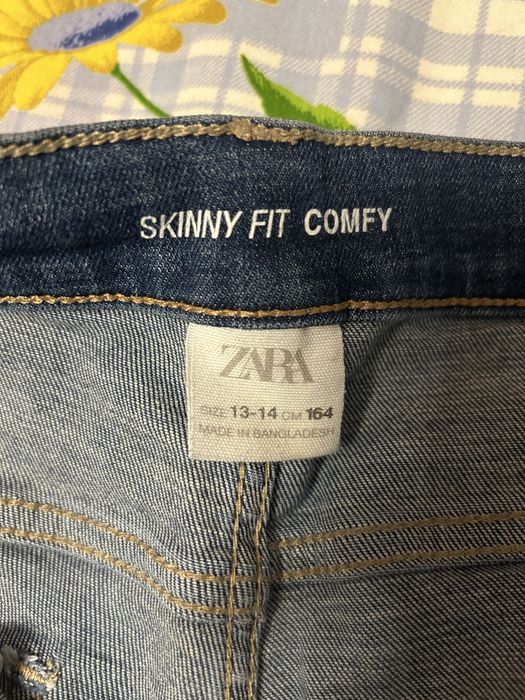 SKINNY FIT COMFY
ZARA
SIZE 13-14 CM 164
MADE IN BANGLADESH